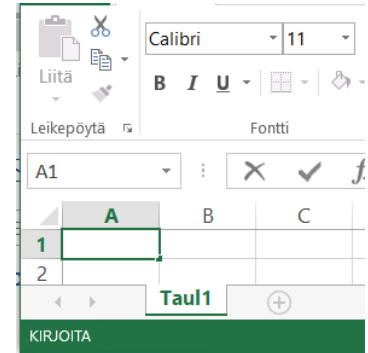 Calibri 11
Liitä
B I U
Leikepöytä Fontti
A1
A B C
1
2
Taul1
KIRJOITA